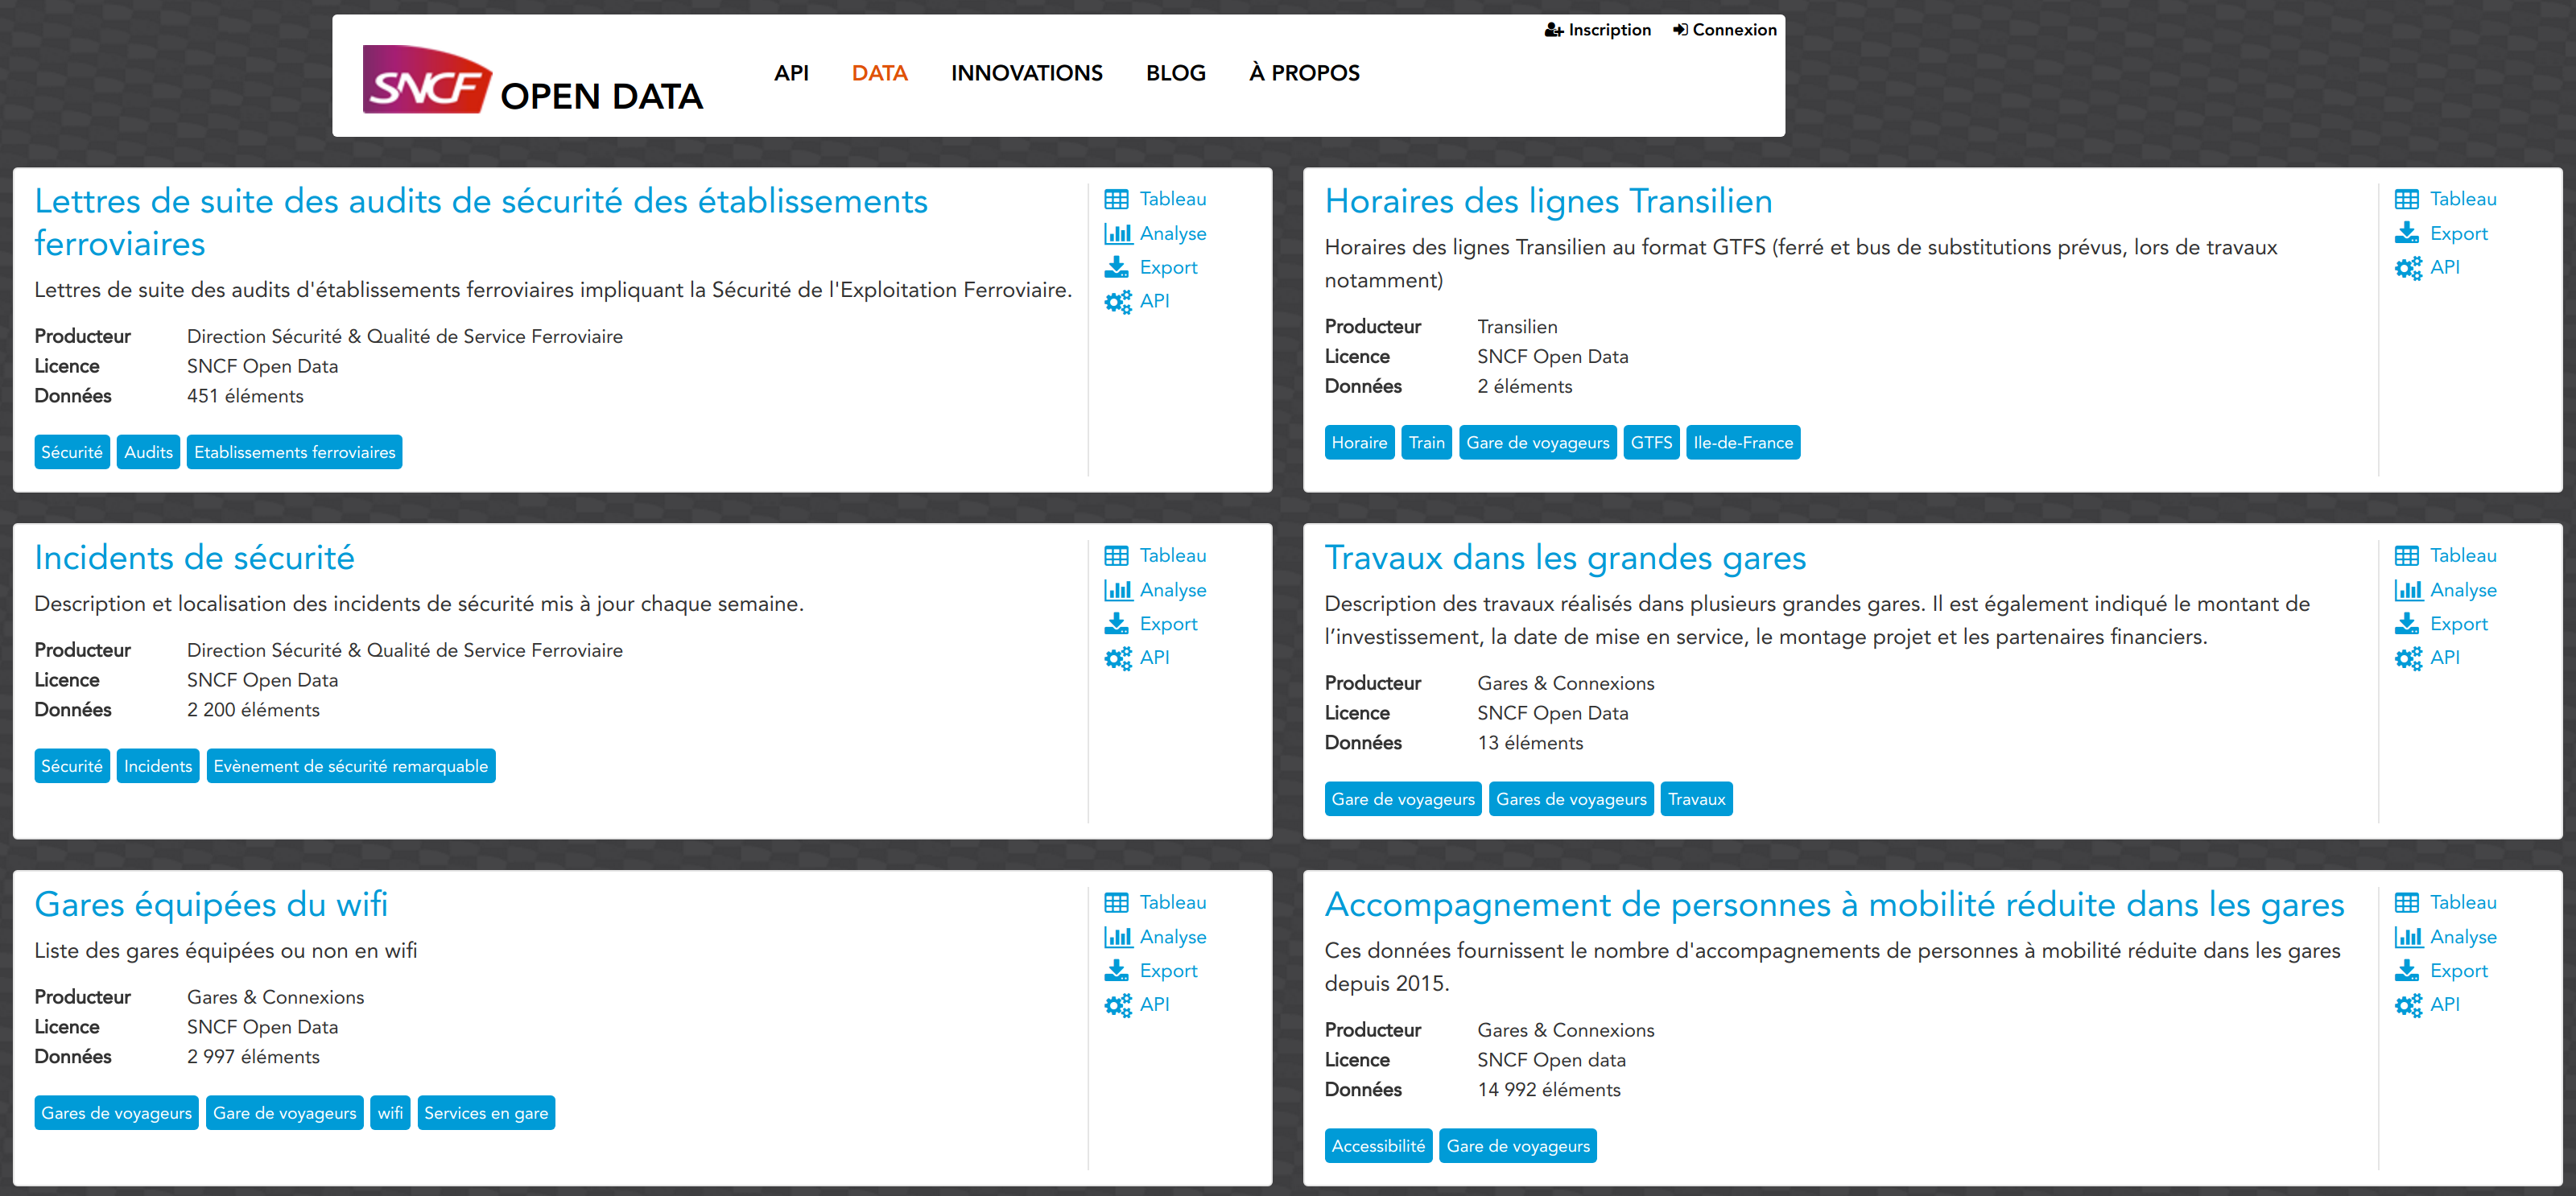 Inscription Connexion
SNCF OPEN DATA
API DATA INNOVATIONS BLOG À PROPOS
Lettres de suite des audits de sécurité des établissements
ferroviaires
Lettres de suite des audits d'établissements ferroviaires impliquant la Sécurité de l'Exploitation Ferroviaire.
Producteur Direction Sécurité & Qualité de Service Ferroviaire
Licence SNCF Open Data
Données 451 éléments
Sécurité Audits Etablissements ferroviaires
Tableau
Analyse
Export
API
Horaires des lignes Transilien
Horaires des lignes Transilien au format GTFS (ferré et bus de substitutions prévus, lors de travaux
notamment)
Producteur Transilien
Licence SNCF Open Data
Données 2 éléments
Horaire Train Gare de voyageurs GTFS Ile-de-France
Tableau
Export
API
Incidents de sécurité
Description et localisation des incidents de sécurité mis à jour chaque semaine.
Producteur Direction Sécurité & Qualité de Service Ferroviaire
Licence SNCF Open Data
Données 2 200 éléments
Sécurité Incidents Evènement de sécurité remarquable
Tableau
Analyse
Export
API
Travaux dans les grandes gares
Description des travaux réalisés dans plusieurs grandes gares. Il est également indiqué le montant de
l’investissement, la date de mise en service, le montage projet et les partenaires financiers.
Producteur Gares & Connexions
Licence SNCF Open Data
Données 13 éléments
Gare de voyageurs Gares de voyageurs Travaux
Tableau
Analyse
Export
API
Gares équipées du wifi
Liste des gares équipées ou non en wifi
Producteur Gares & Connexions
Licence SNCF Open Data
Données 2 997 éléments
Gares de voyageurs Gare de voyageurs wifi Services en gare
Tableau
Analyse
Export
API
Accompagnement de personnes à mobilité réduite dans les gares
Ces données fournissent le nombre d'accompagnements de personnes à mobilité réduite dans les gares
depuis 2015.
Producteur Gares & Connexions
Licence SNCF Open data
Données 14 992 éléments
Accessibilité Gare de voyageurs
Tableau
Analyse
Export
API